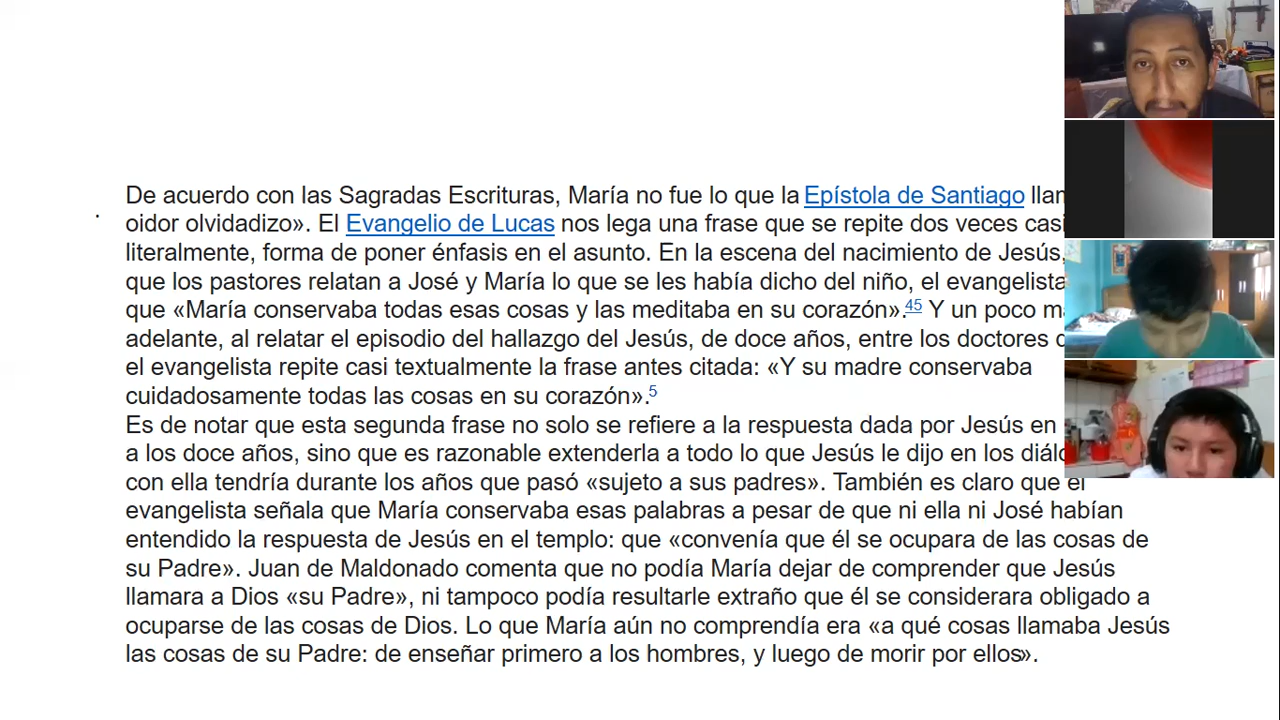 De acuerdo con las Sagradas Escrituras, María no fue lo que la Epístola de Santiago
oidor olvidadizo». El Evangelio de Lucas nos lega una frase que se repite dos veces casi
literalmente, forma de poner énfasis en el asunto. En la escena del nacimiento de Jesús,
que los pastores relatan a José y María lo que se les había dicho del niño, el evangelista
que «María conservaba todas esas cosas y las meditaba en su corazón».45 Y un poco
adelante, al relatar el episodio del hallazgo del Jesús, de doce años, entre los doctores
el evangelista repite casi textualmente la frase antes citada: «Y su madre conservaba
cuidadosamente todas las cosas en su corazón».5
Es de notar que esta segunda frase no solo se refiere a la respuesta dada por Jesús en
a los doce años, sino que es razonable extenderla a todo lo que Jesús le dijo en los
con ella tendría durante los años que pasó «sujeto a sus padres». También es claro que el
evangelista señala que María conservaba esas palabras a pesar de que ni ella ni José habían
entendido la respuesta de Jesús en el templo: que «convenía que él se ocupara de las cosas de
su Padre». Juan de Maldonado comenta que no podía María dejar de comprender que Jesús
llamara a Dios «su Padre», ni tampoco podía resultarle extraño que él se considerara obligado a
ocuparse de las cosas de Dios. Lo que María aún no comprendía era «a qué cosas llamaba Jesús
las cosas de su Padre: de enseñar primero a los hombres, y luego de morir por ellos».